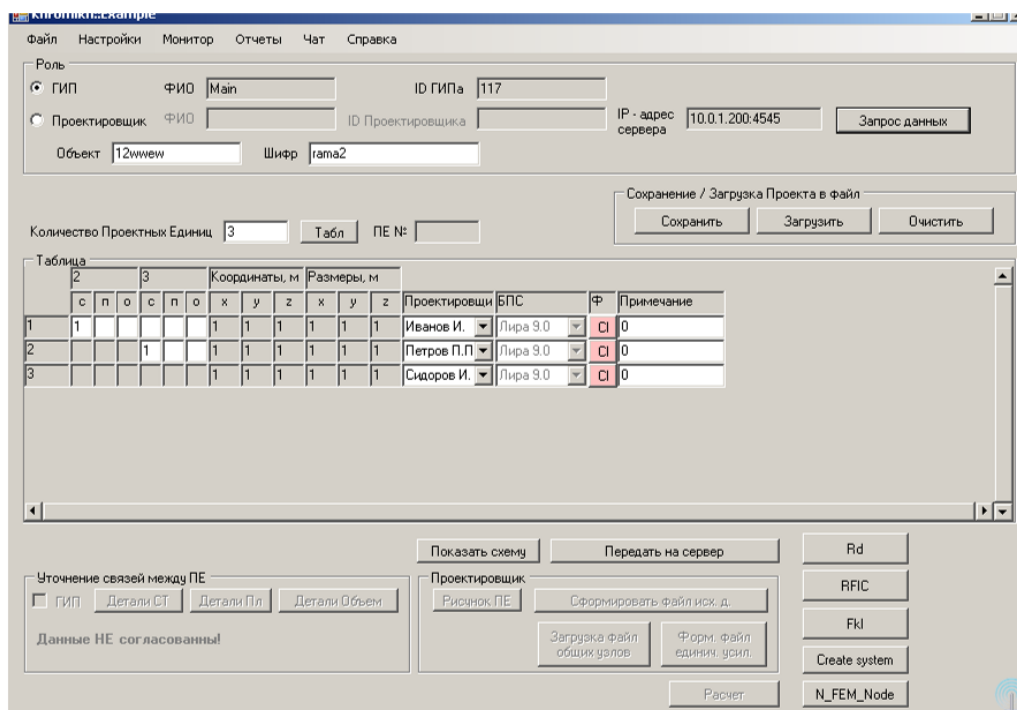 Khromikh::Example
Файл Настройки Монитор Отчеты Чат Справка
Роль
ГИП ФИО Main ID ГИПа 117
Проектировщик ФИО ID Проектировщика IP - адрес сервера 10.0.1.200:4545 Запрос данных
Объект 12wwew Шифр rama2
Сохранение / Загрузка Проекта в файл
Сохранить Загрузить Очистить
Количество Проектных Единиц 3 Табл ПЕ №
Таблица
2 3 Координаты, м Размеры, м
с п о с п о x y z x y z Проектировщи БПС Ф Примечание
1 1 1 1 1 1 1 1 Иванов И. Лира 9.0 Cl 0
2 1 1 1 1 1 1 1 Петров П.П Лира 9.0 Cl 0
3 1 1 1 1 1 1 Сидоров И. Лира 9.0 Cl 0
Показать схему Передать на сервер Rd
Уточнение связей между ПЕ Проектировщик
ГИП Детали СТ Детали Пл Детали Объем Рисунок ПЕ Сформировать файл исх. д. RFIC
Данные НЕ согласованны! Загрузка файл общих узлов Форм. файл единич. усил. Fkl
Create system
Расчет N_FEM_Node